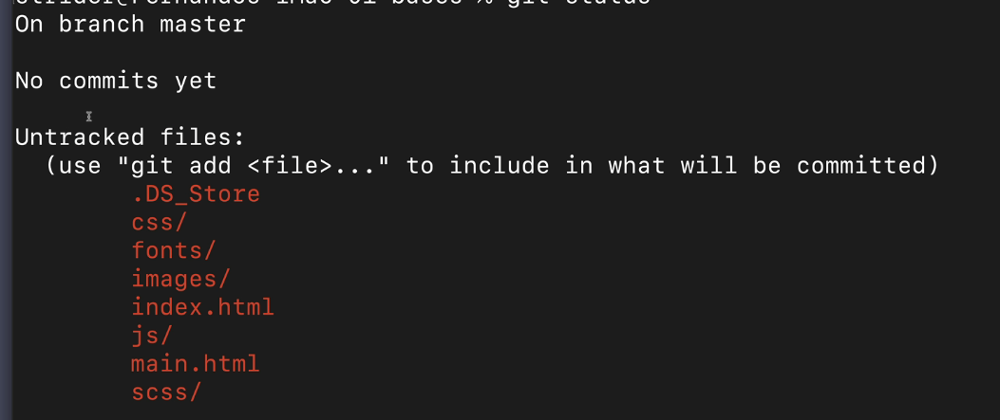 git status
On branch master
No commits yet
Untracked files:
(use "git add <file>..." to include in what will be committed)
.DS_Store
css/
fonts/
images/
index.html
js/
main.html
scss/